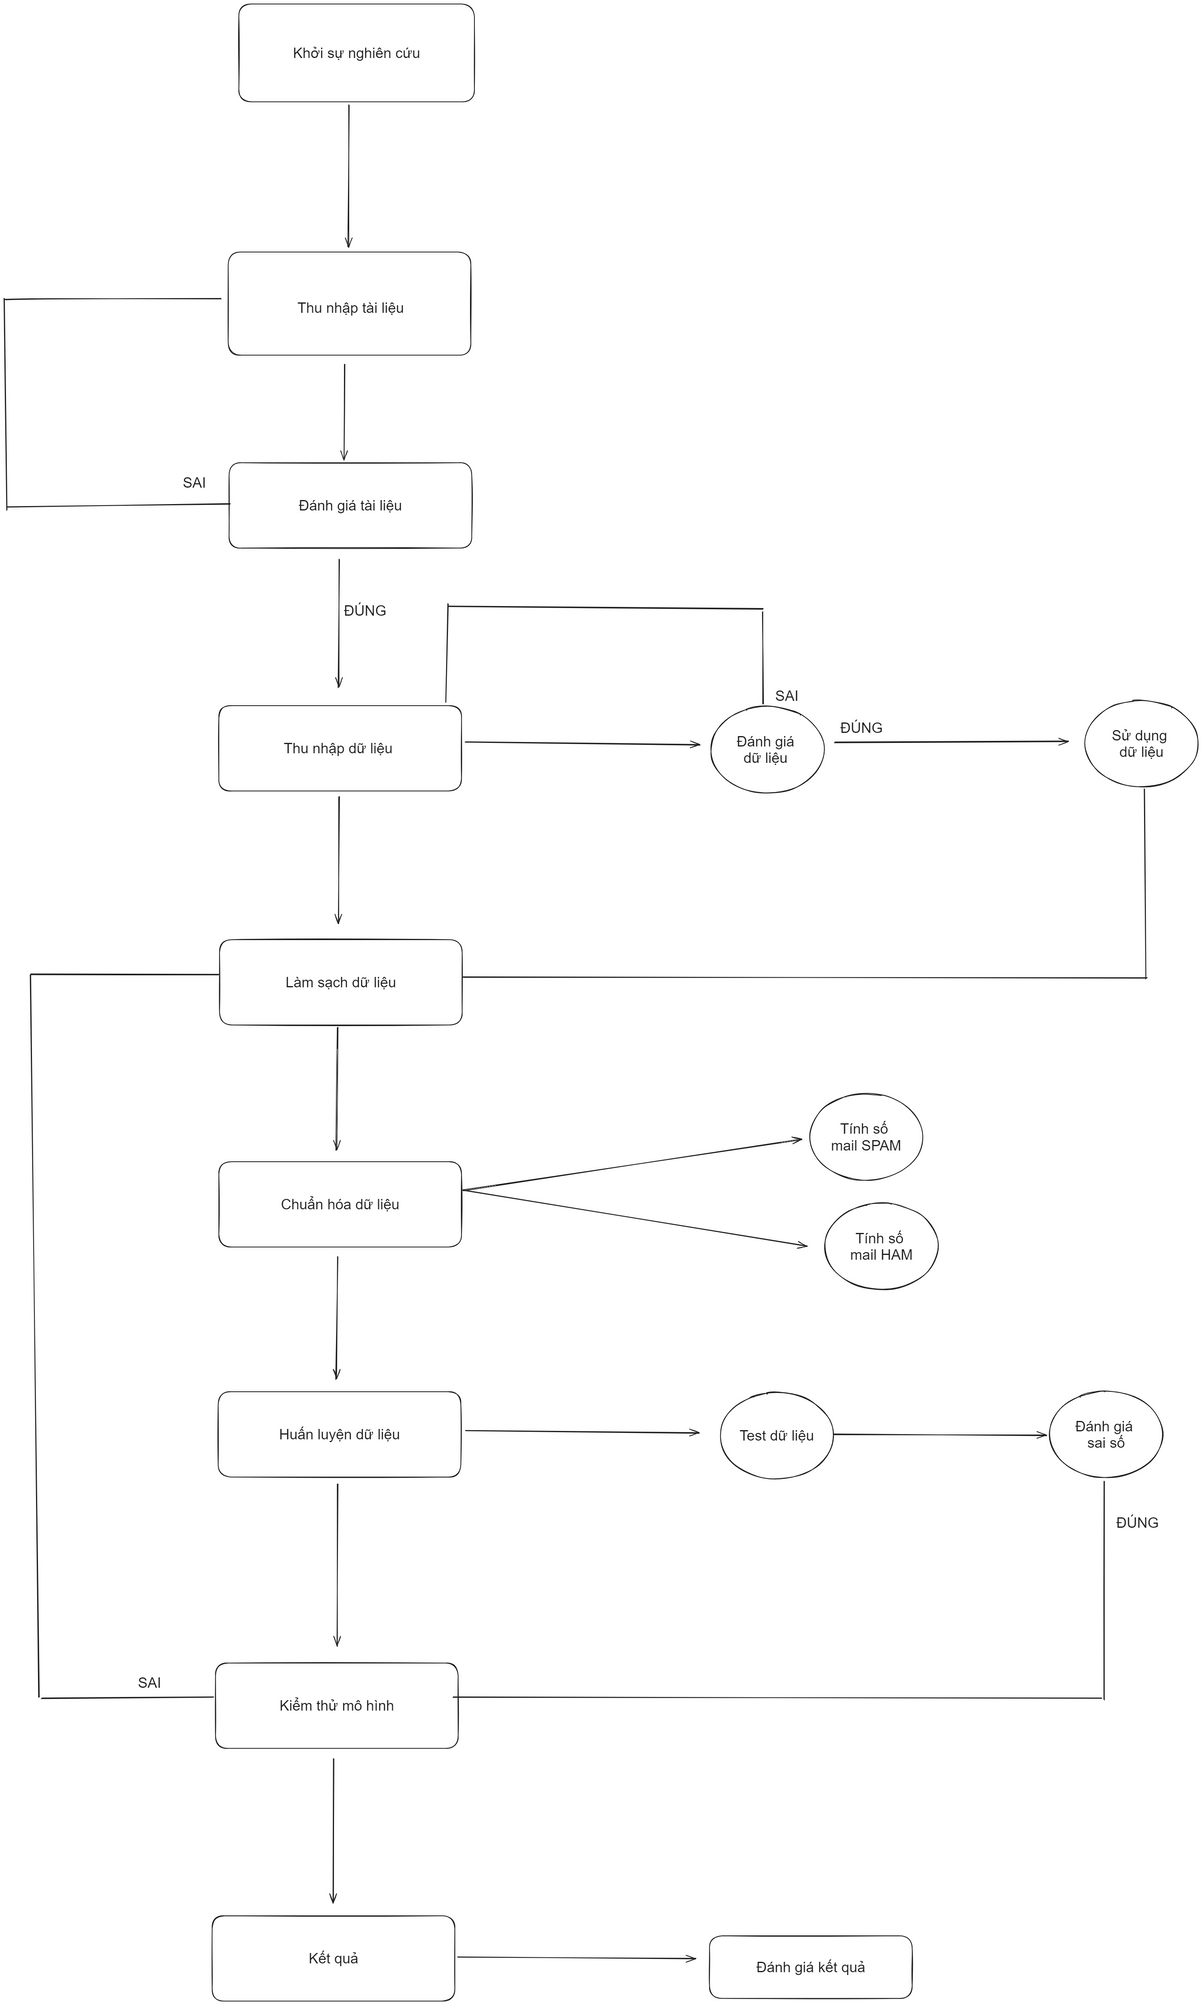 Khởi sự nghiên cứu
Thu nhập tài liệu
SAI
Đánh giá tài liệu
ĐÚNG
SAI
Thu nhập dữ liệu
Đánh giá
dữ liệu
ĐÚNG
Sử dụng
dữ liệu
Làm sạch dữ liệu
Tính số
mail SPAM
Chuẩn hóa dữ liệu
Tính số
mail HAM
Huấn luyện dữ liệu
Test dữ liệu
Đánh giá
sai số
ĐÚNG
SAI
Kiểm thử mô hình
Kết quả
Đánh giá kết quả